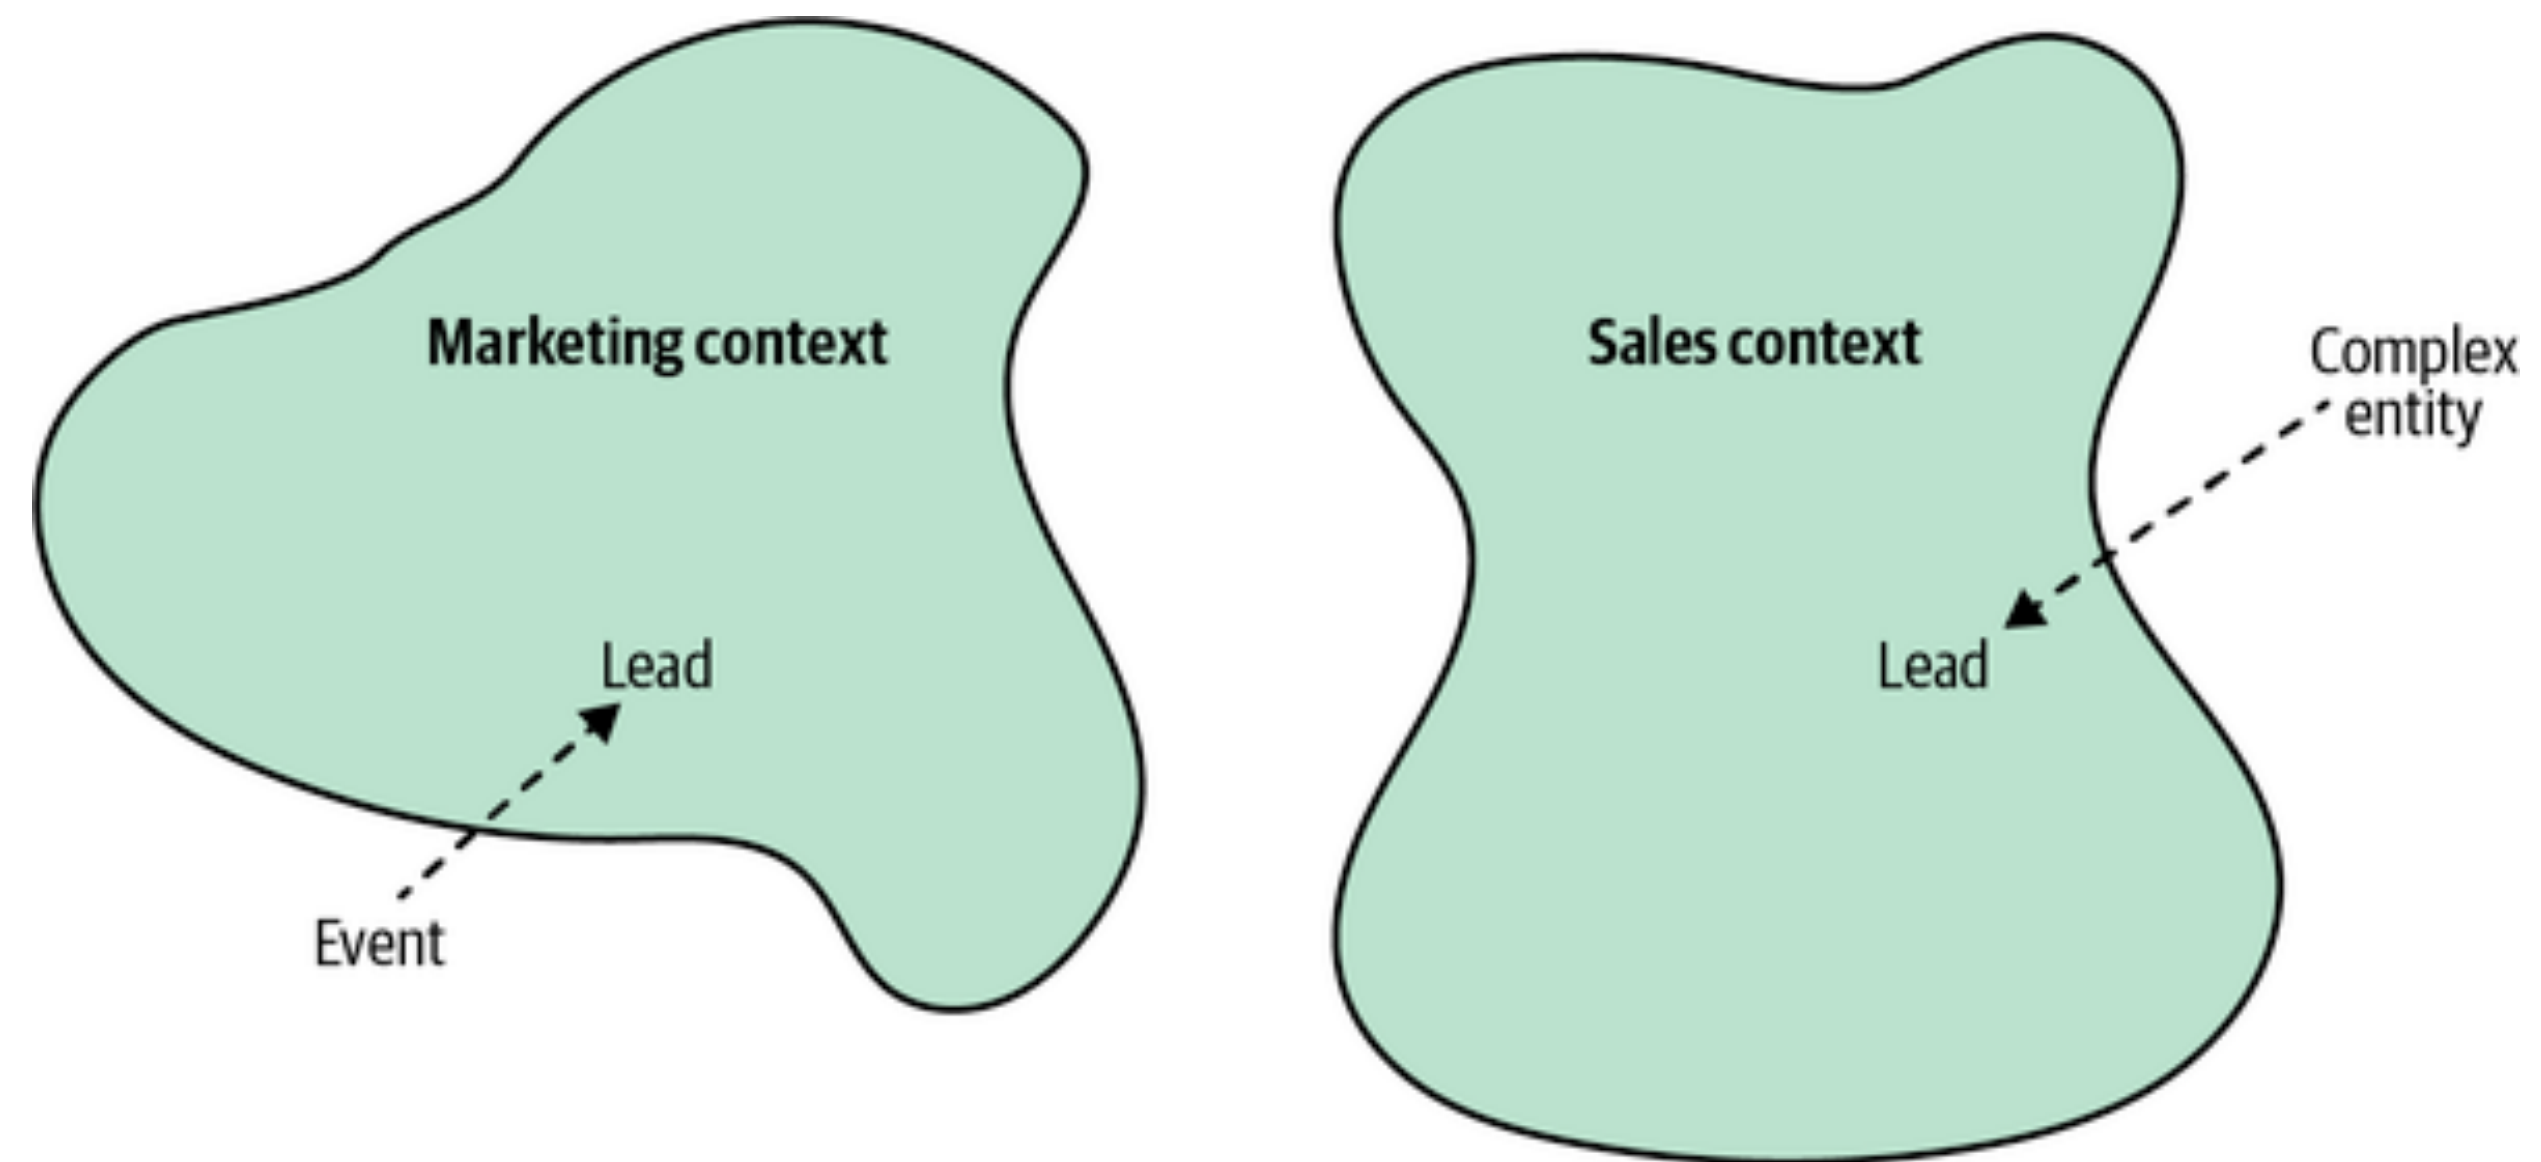 Marketing context
Lead
Event
Sales context
Complex
entity
Lead